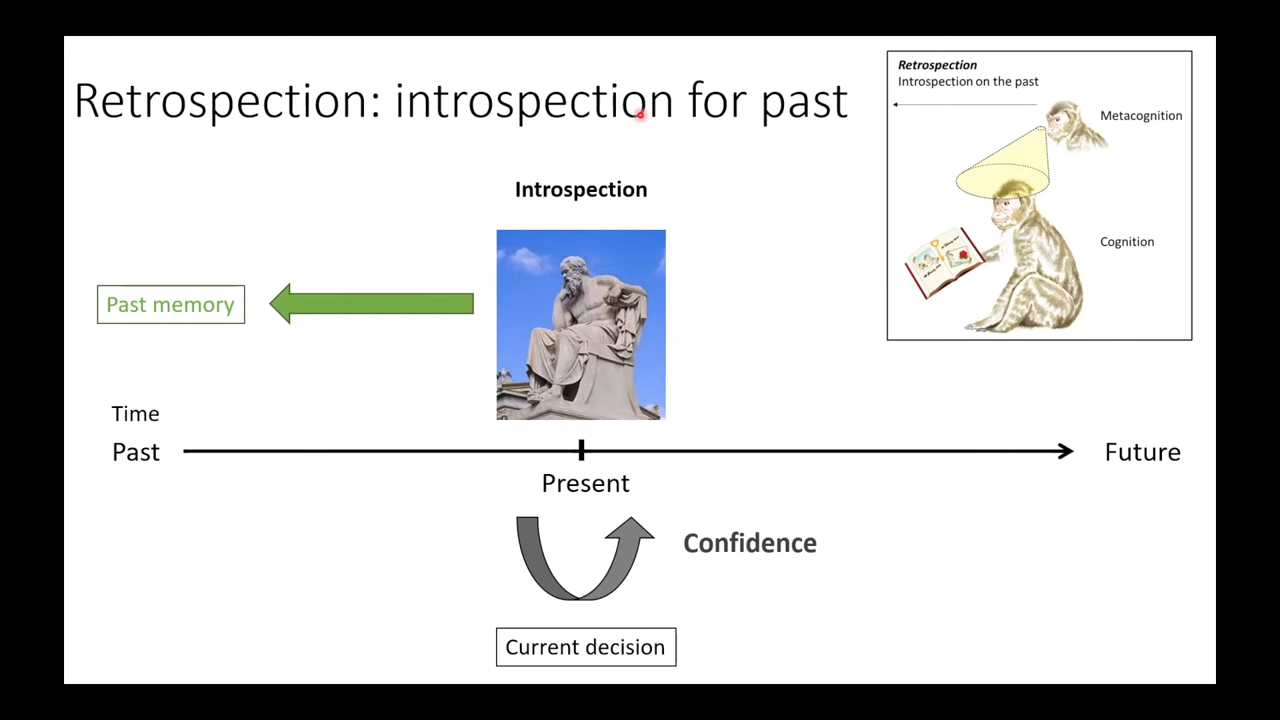 Retrospection: introspection for past
Retrospection
Introspection on the past
Metacognition
Cognition
Introspection
Past memory
Time
Past
Future
Present
Confidence
Current decision